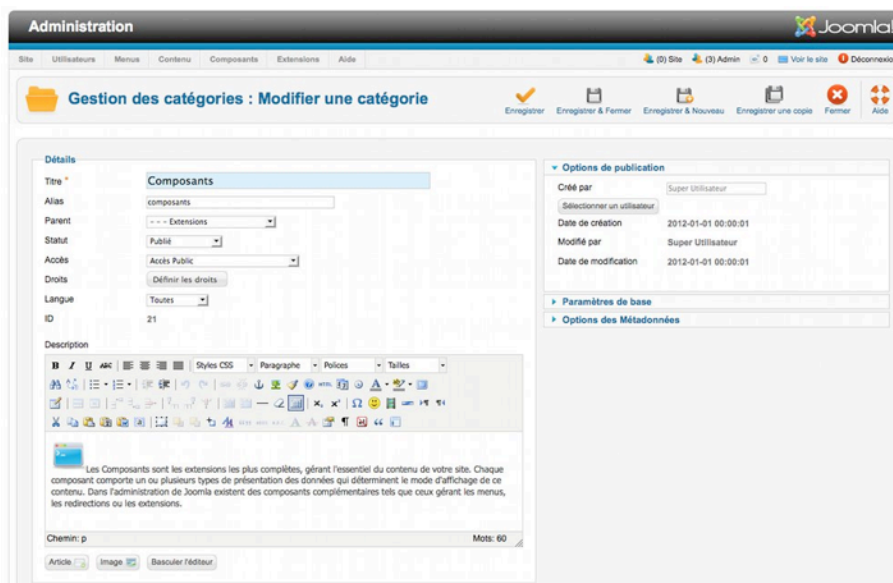 Administration
Joomla!
Site Utilisateurs Menus Contenu Composants Extensions Aide
(0) Site (3) Admin 0 Voir le site Déconnexio
Gestion des catégories : Modifier une catégorie
Enregistrer Enregistrer & Fermer Enregistrer & Nouveau Enregistrer une copie Fermer Aide
Détails
Titre * Composants
Alias composants
Parent - - - Extensions
Statut Publié
Accès Accès Public
Droits Définir les droits
Langue Toutes
ID 21
Description
B I U ABC Styles CSS Paragraphe Polices Tailles
HTML
Les Composants sont les extensions les plus complètes, gérant l'essentiel du contenu de votre site. Chaque
composant comporte un ou plusieurs types de présentation des données qui déterminent le mode d'affichage de ce
contenu. Dans l'administration de Joomla existent des composants complémentaires tels que ceux gérant les menus,
les redirections ou les extensions.
Chemin: p Mots: 60
Article Image Basculer l'éditeur
Options de publication
Créé par Super Utilisateur
Sélectionner un utilisateur
Date de création 2012-01-01 00:00:01
Modifié par Super Utilisateur
Date de modification 2012-01-01 00:00:01
Paramètres de base
Options des Métadonnées